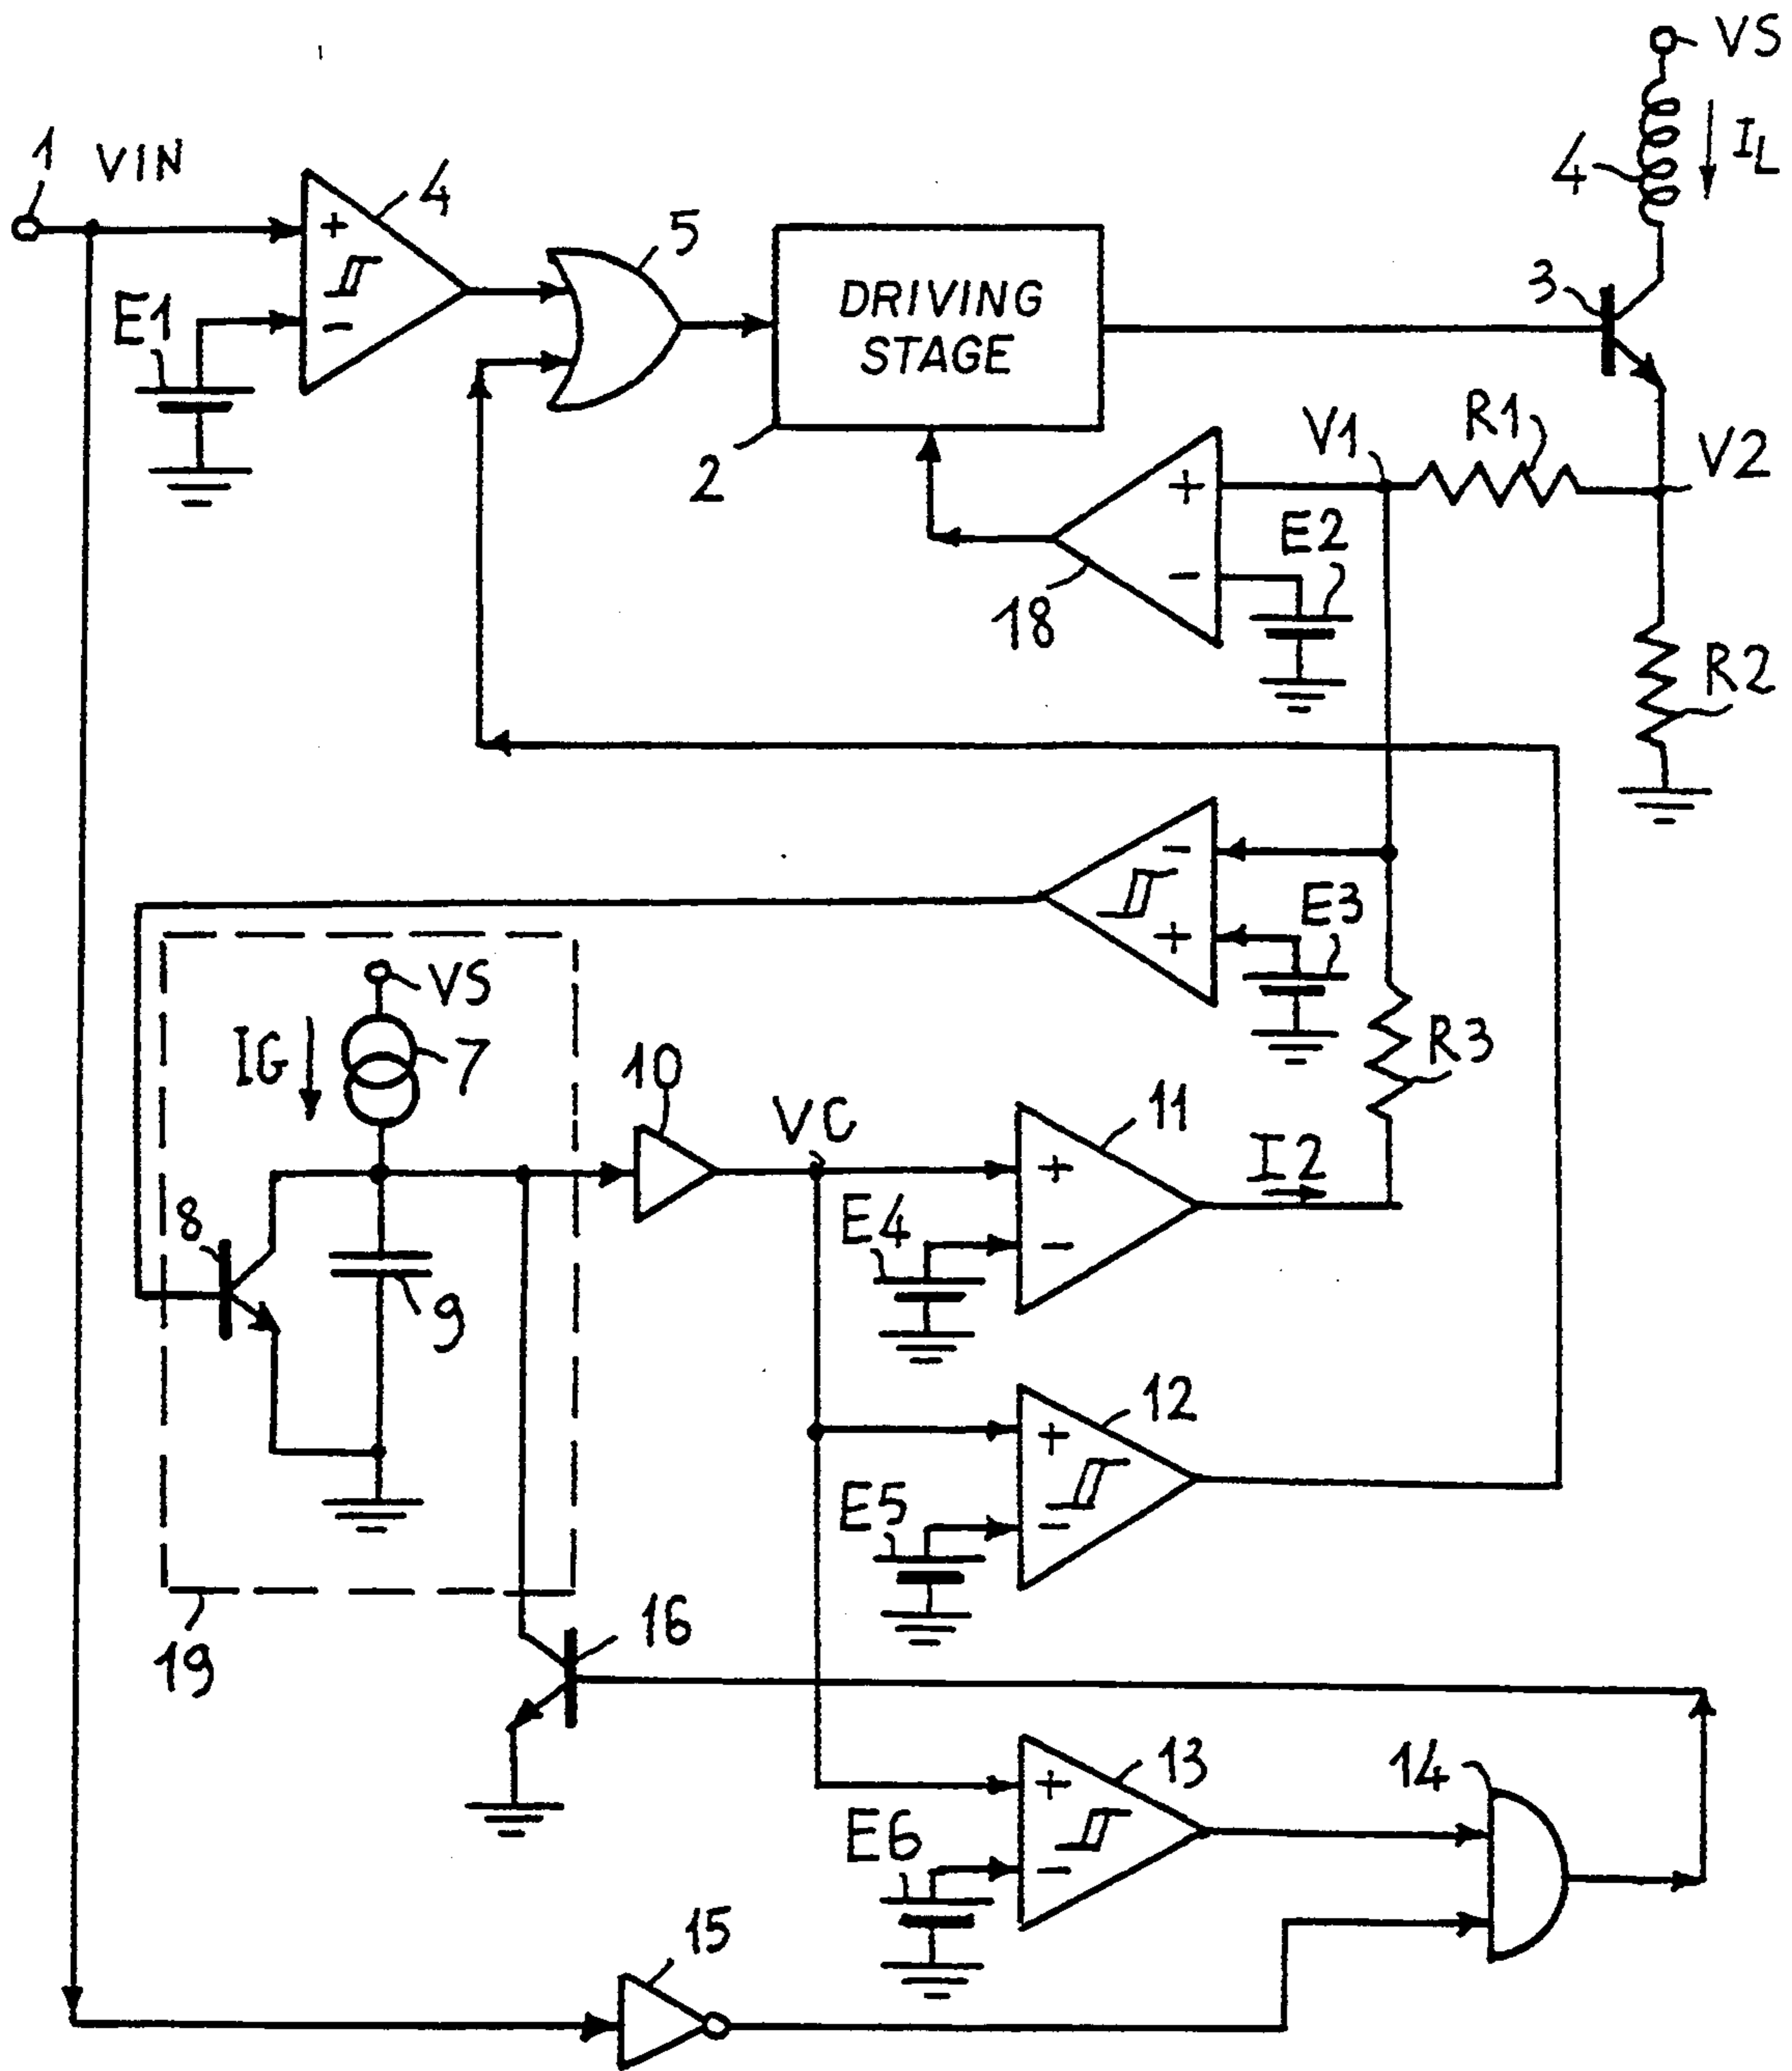 VS
1 VIN
4
4
IL
5
3
E1
+
-
DRIVING
STAGE
2
V1
R1
V2
+
E2
-
18
R2
-
E3
+
VS
IG
7
10
VC
11
R3
+
I2
8
E4
-
9
12
+
E5
-
19
16
13
14
+
E6
-
15